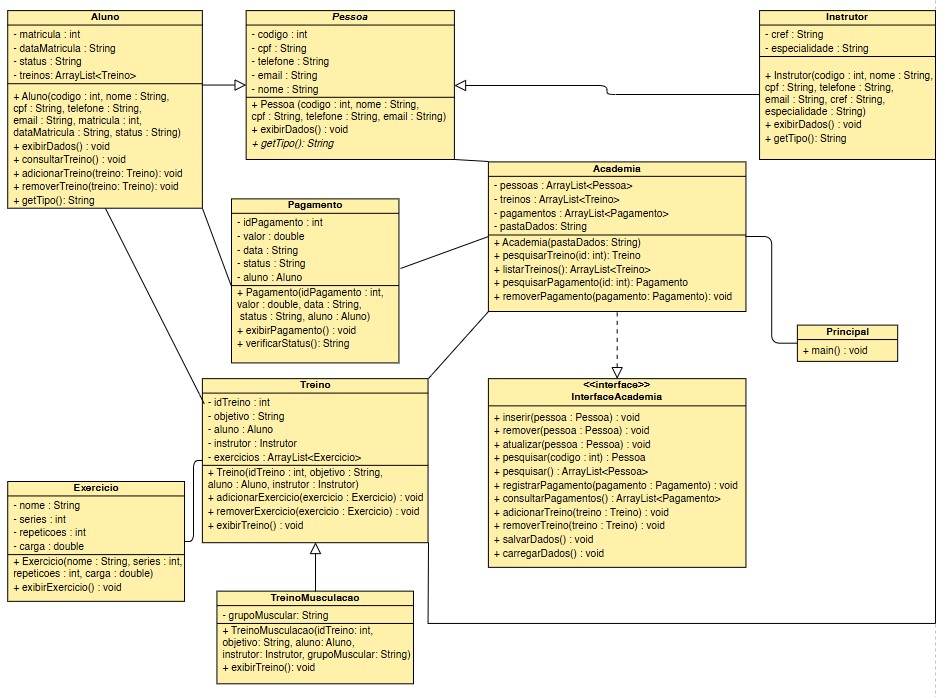 Aluno
- matricula : int
- dataMatricula : String
- status : String
- treinos: ArrayList<Treino>
+ Aluno(codigo : int, nome : String,
cpf : String, telefone : String,
email : String, matricula : int,
dataMatricula : String, status : String)
+ exibirDados() : void
+ consultarTreino() : void
+ adicionarTreino(treino: Treino): void
+ removerTreino(treino: Treino): void
+ getTipo(): String
Pessoa
- codigo : int
- cpf : String
- telefone : String
- email : String
- nome : String
+ Pessoa (codigo : int, nome : String,
cpf : String, telefone : String, email : String)
+ exibirDados() : void
+ getTipo(): String
Instrutor
- cref : String
- especialidade : String
+ Instrutor(codigo : int, nome : String,
cpf : String, telefone : String,
email : String, cref : String,
especialidade : String)
+ exibirDados() : void
+ getTipo(): String
Academia
- pessoas : ArrayList<Pessoa>
- treinos : ArrayList<Treino>
- pagamentos : ArrayList<Pagamento>
- pastaDados: String
+ Academia(pastaDados: String)
+ pesquisarTreino(id: int): Treino
+ listarTreinos(): ArrayList<Treino>
+ pesquisarPagamento(id: int): Pagamento
+ removerPagamento(pagamento: Pagamento): void
Pagamento
- idPagamento : int
- valor : double
- data : String
- status : String
- aluno : Aluno
+ Pagamento(idPagamento : int,
valor : double, data : String,
status : String, aluno : Aluno)
+ exibirPagamento() : void
+ verificarStatus(): String
Principal
+ main() : void
Treino
- idTreino : int
- objetivo : String
- aluno : Aluno
- instrutor : Instrutor
- exercicios : ArrayList<Exercicio>
+ Treino(idTreino : int, objetivo : String,
aluno : Aluno, instrutor : Instrutor)
+ adicionarExercicio(exercicio : Exercicio) : void
+ removerExercicio(exercicio : Exercicio) : void
+ exibirTreino() : void
<<interface>>
InterfaceAcademia
+ inserir(pessoa : Pessoa) : void
+ remover(pessoa : Pessoa) : void
+ atualizar(pessoa : Pessoa) : void
+ pesquisar(codigo : int) : Pessoa
+ pesquisar() : ArrayList<Pessoa>
+ registrarPagamento(pagamento : Pagamento) : void
+ consultarPagamentos() : ArrayList<Pagamento>
+ adicionarTreino(treino : Treino) : void
+ removerTreino(treino : Treino) : void
+ salvarDados() : void
+ carregarDados() : void
Exercicio
- nome : String
- series : int
- repeticoes : int
- carga : double
+ Exercicio(nome : String, series : int,
repeticoes : int, carga : double)
+ exibirExercicio() : void
TreinoMusculacao
- grupoMuscular: String
+ TreinoMusculacao(idTreino: int,
objetivo: String, aluno: Aluno,
instrutor: Instrutor, grupoMuscular: String)
+ exibirTreino(): void